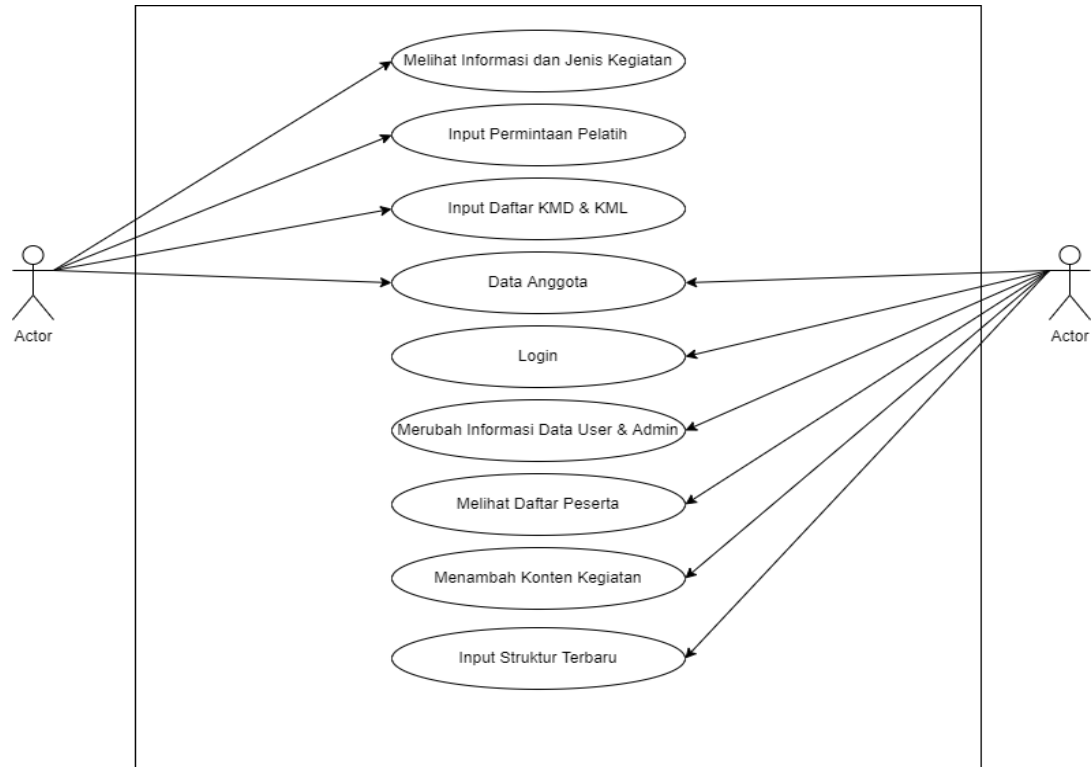 Melihat Informasi dan Jenis Kegiatan
Input Permintaan Pelatih
Input Daftar KMD & KML
Data Anggota
Actor
Actor
Login
Merubah Informasi Data User & Admin
Melihat Daftar Peserta
Menambah Konten Kegiatan
Input Struktur Terbaru